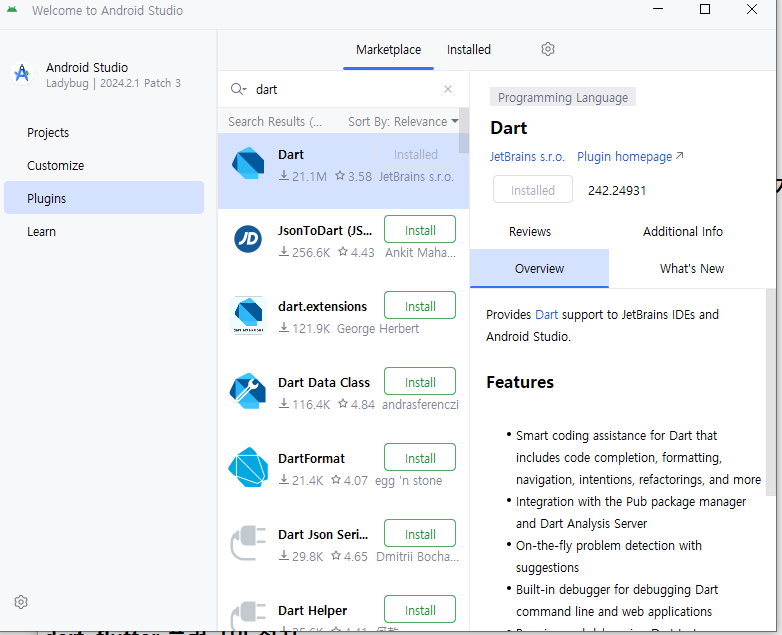 Welcome to Android Studio
Android Studio
Ladybug | 2024.2.1 Patch 3
Projects
Customize
Plugins
Learn
Marketplace
Installed
dart
Search Results (...
Sort By: Relevance
Dart
Installed
21.1M 3.58 JetBrains s.r.o.
JsonToDart (JS...
Install
256.6K 4.43 Ankit Maha...
dart.extensions
Install
121.9K George Herbert
Dart Data Class
Install
116.4K 4.84 andrasferenczi
DartFormat
Install
21.4K 4.07 egg 'n stone
Dart Json Seri...
Install
29.8K 4.65 Dmitrii Bocha...
Dart Helper
Install
Programming Language
Dart
JetBrains s.r.o. Plugin homepage
Installed 242.24931
Reviews
Additional Info
Overview
What's New
Provides Dart support to JetBrains IDEs and
Android Studio.
Features
• Smart coding assistance for Dart that
includes code completion, formatting,
navigation, intentions, refactorings, and more
• Integration with the Pub package manager
and Dart Analysis Server
• On-the-fly problem detection with
suggestions
• Built-in debugger for debugging Dart
command line and web applications